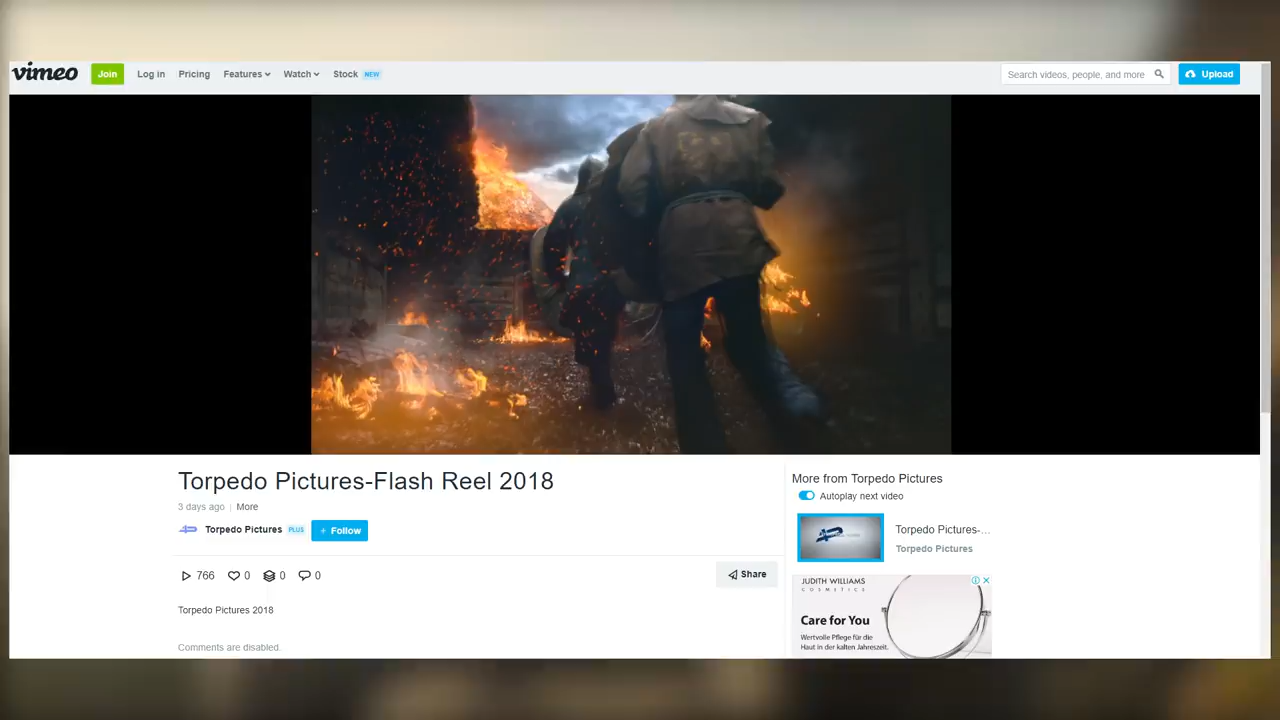 vimeo
Join
Log in
Pricing
Features
Watch
Stock NEW
Search videos, people, and more
Upload
Torpedo Pictures-Flash Reel 2018
3 days ago | More
Torpedo Pictures PLUS
+ Follow
766
0
0
0
Share
Torpedo Pictures 2018
Comments are disabled.
More from Torpedo Pictures
Autoplay next video
Torpedo Pictures-...
Torpedo Pictures
JUDITH WILLIAMS
COSMETICS
Care for You
Wertvolle Pflege für die
Haut in der kalten Jahreszeit.